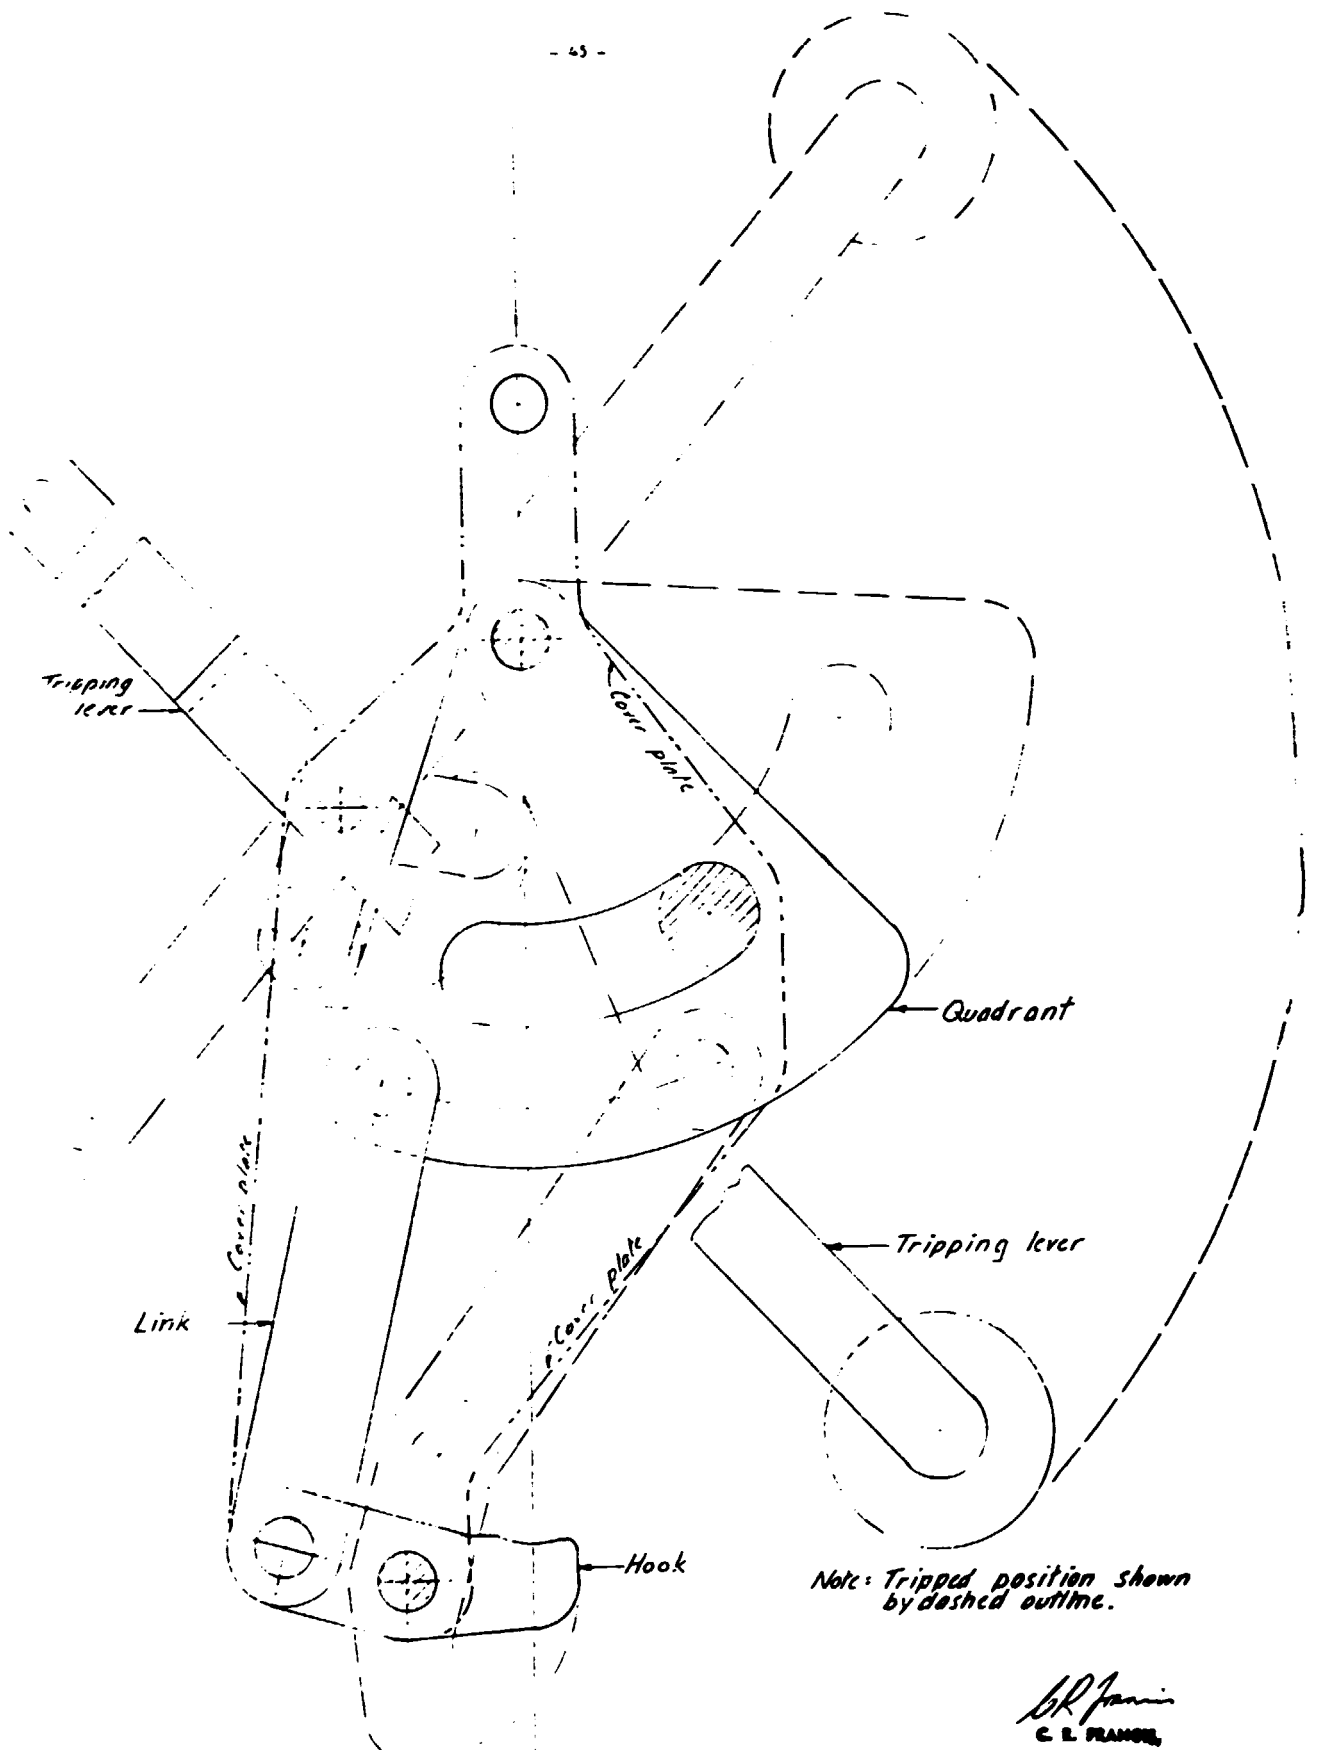 Tripping
lever
Cover plate
Quadrant
Cover plate
Tripping lever
Cover plate
Link
Hook
Note: Tripped position shown
by dashed outline.
C. R. FRANCIS,